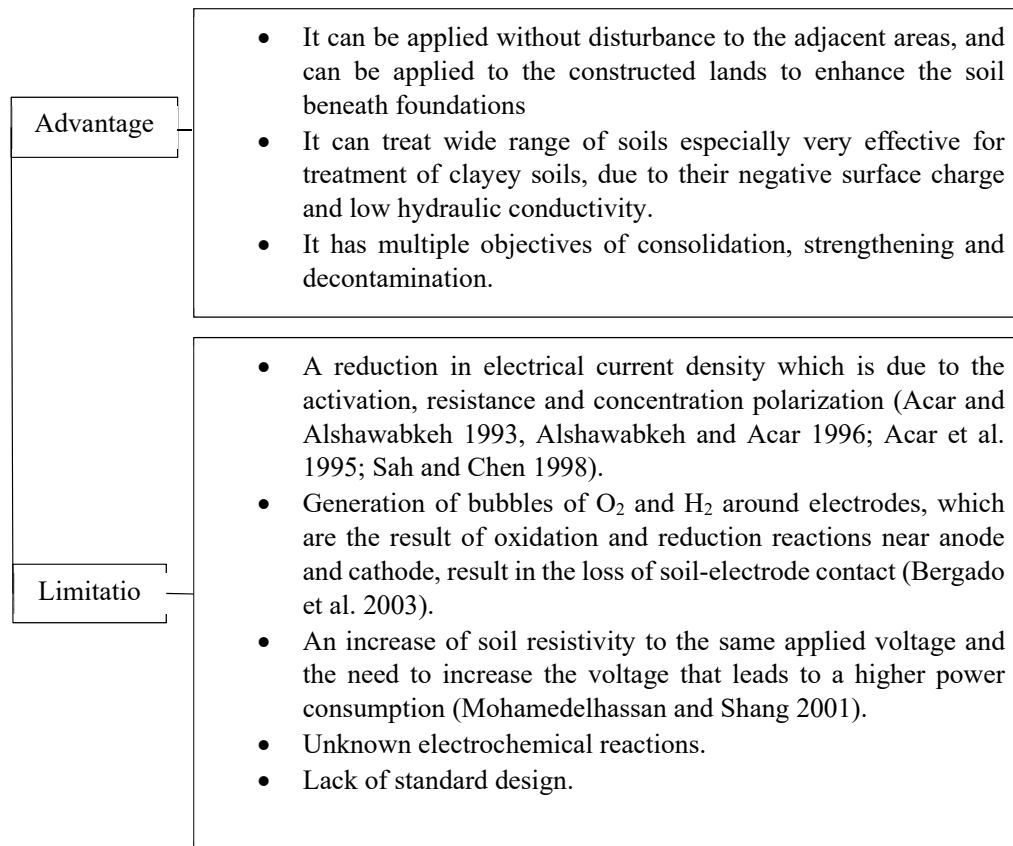 Advantage
• It can be applied without disturbance to the adjacent areas, and
can be applied to the constructed lands to enhance the soil
beneath foundations
• It can treat wide range of soils especially very effective for
treatment of clayey soils, due to their negative surface charge
and low hydraulic conductivity.
• It has multiple objectives of consolidation, strengthening and
decontamination.
Limitatio
• A reduction in electrical current density which is due to the
activation, resistance and concentration polarization (Acar and
Alshawabkeh 1993, Alshawabkeh and Acar 1996; Acar et al.
1995; Sah and Chen 1998).
• Generation of bubbles of O₂ and H₂ around electrodes, which
are the result of oxidation and reduction reactions near anode
and cathode, result in the loss of soil-electrode contact (Bergado
et al. 2003).
• An increase of soil resistivity to the same applied voltage and
the need to increase the voltage that leads to a higher power
consumption (Mohamedelhassan and Shang 2001).
• Unknown electrochemical reactions.
• Lack of standard design.